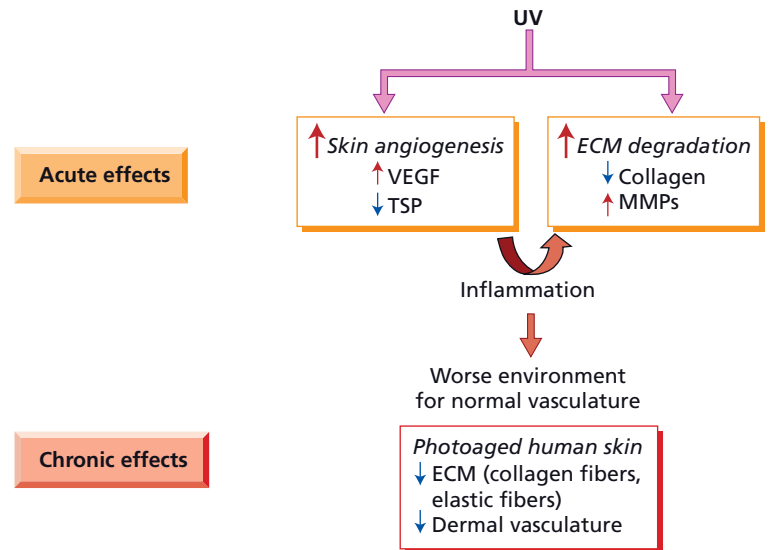 UV
Acute effects
Skin angiogenesis
VEGF
TSP
ECM degradation
Collagen
MMPs
Inflammation
Worse environment
for normal vasculature
Chronic effects
Photoaged human skin
ECM (collagen fibers,
elastic fibers)
Dermal vasculature